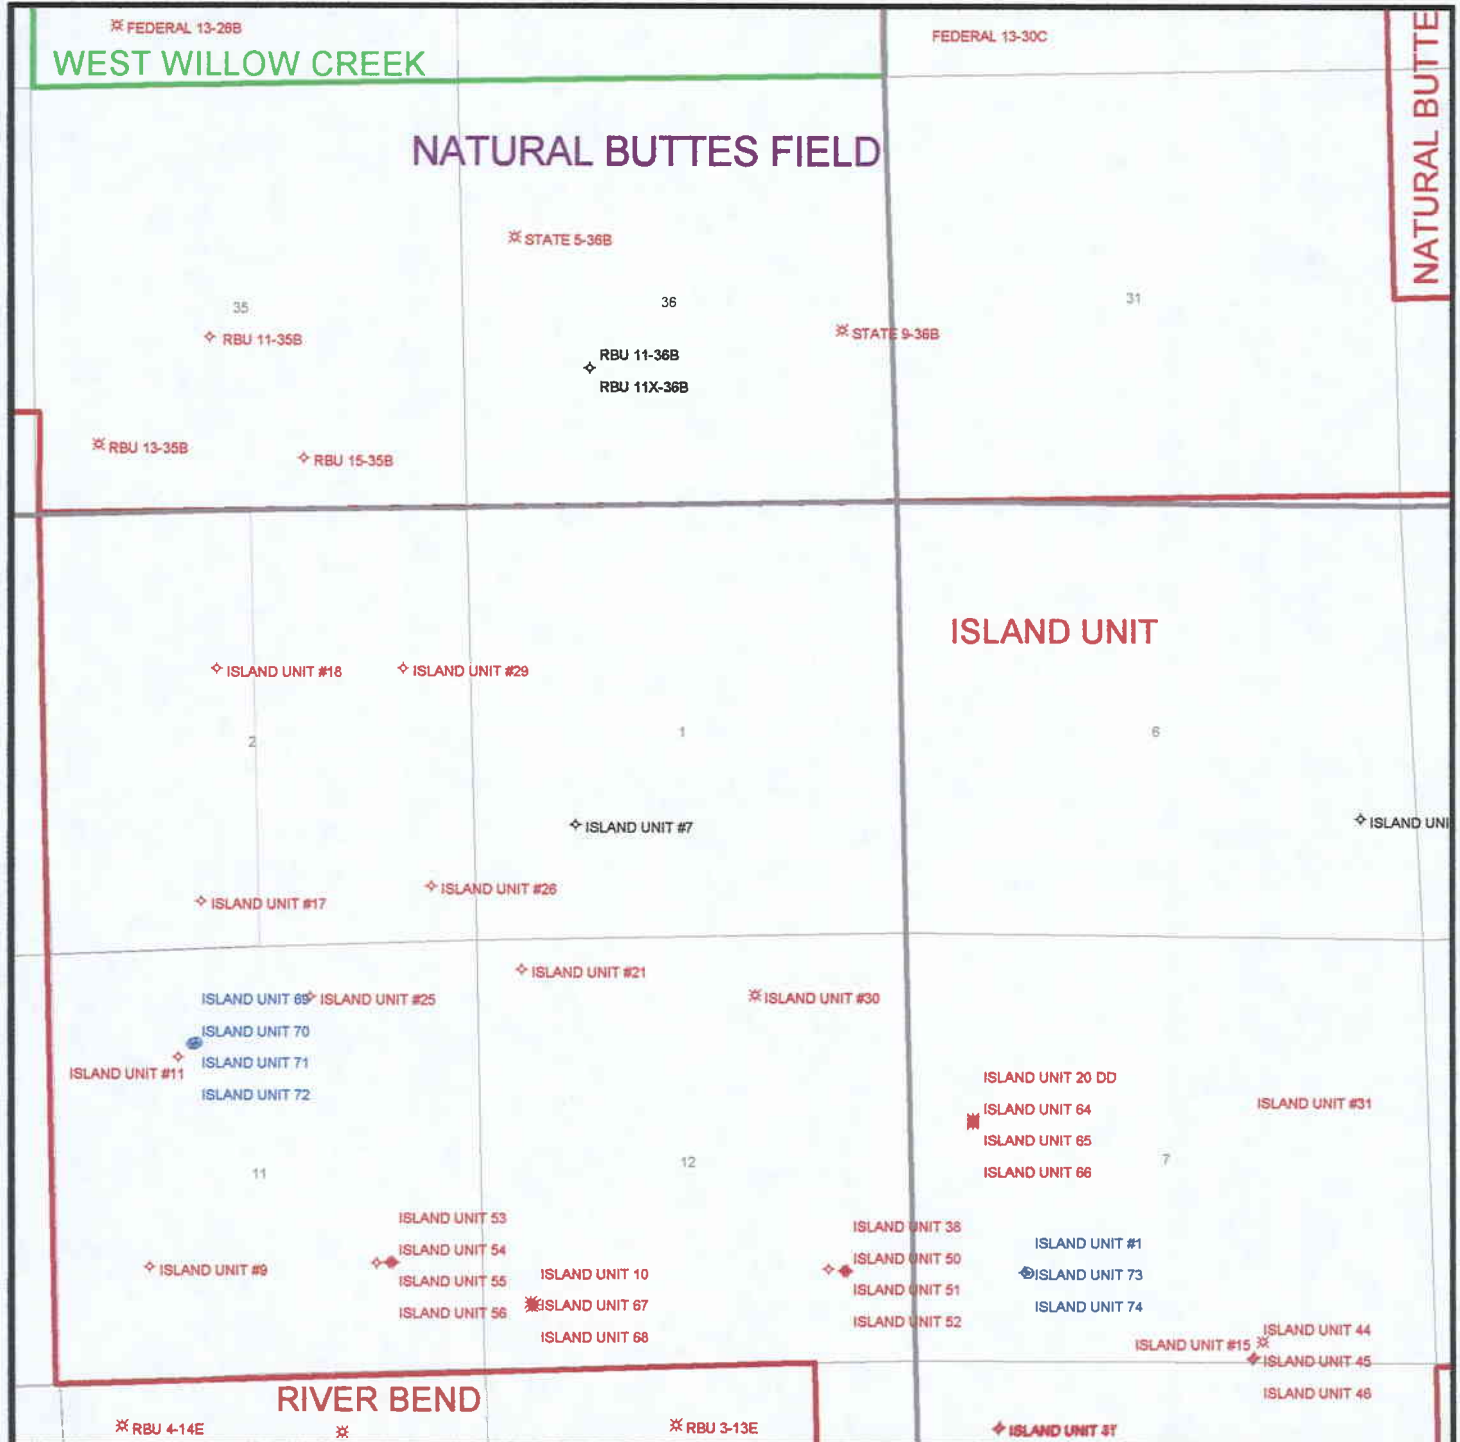 FEDERAL 13-26B
FEDERAL 13-30C
WEST WILLOW CREEK
NATURAL BUTTE
NATURAL BUTTES FIELD
STATE 5-36B
35
36
31
RBU 11-35B
STATE 9-36B
RBU 11-36B
RBU 11X-36B
RBU 13-35B
RBU 15-35B
ISLAND UNIT
ISLAND UNIT #18
ISLAND UNIT #29
2
1
6
ISLAND UNIT #7
ISLAND UNI
ISLAND UNIT #26
ISLAND UNIT #17
ISLAND UNIT #21
ISLAND UNIT 69
ISLAND UNIT #25
ISLAND UNIT #30
ISLAND UNIT 70
ISLAND UNIT 71
ISLAND UNIT #11
ISLAND UNIT 72
ISLAND UNIT 20 DD
ISLAND UNIT 64
ISLAND UNIT 65
ISLAND UNIT 66
ISLAND UNIT #31
11
12
7
ISLAND UNIT 53
ISLAND UNIT 54
ISLAND UNIT 55
ISLAND UNIT 56
ISLAND UNIT #9
ISLAND UNIT 10
ISLAND UNIT 67
ISLAND UNIT 68
ISLAND UNIT 38
ISLAND UNIT 50
ISLAND UNIT 51
ISLAND UNIT 52
ISLAND UNIT #1
ISLAND UNIT 73
ISLAND UNIT 74
ISLAND UNIT #15
ISLAND UNIT 44
ISLAND UNIT 45
ISLAND UNIT 46
RIVER BEND
RBU 4-14E
RBU 3-13E
ISLAND UNIT